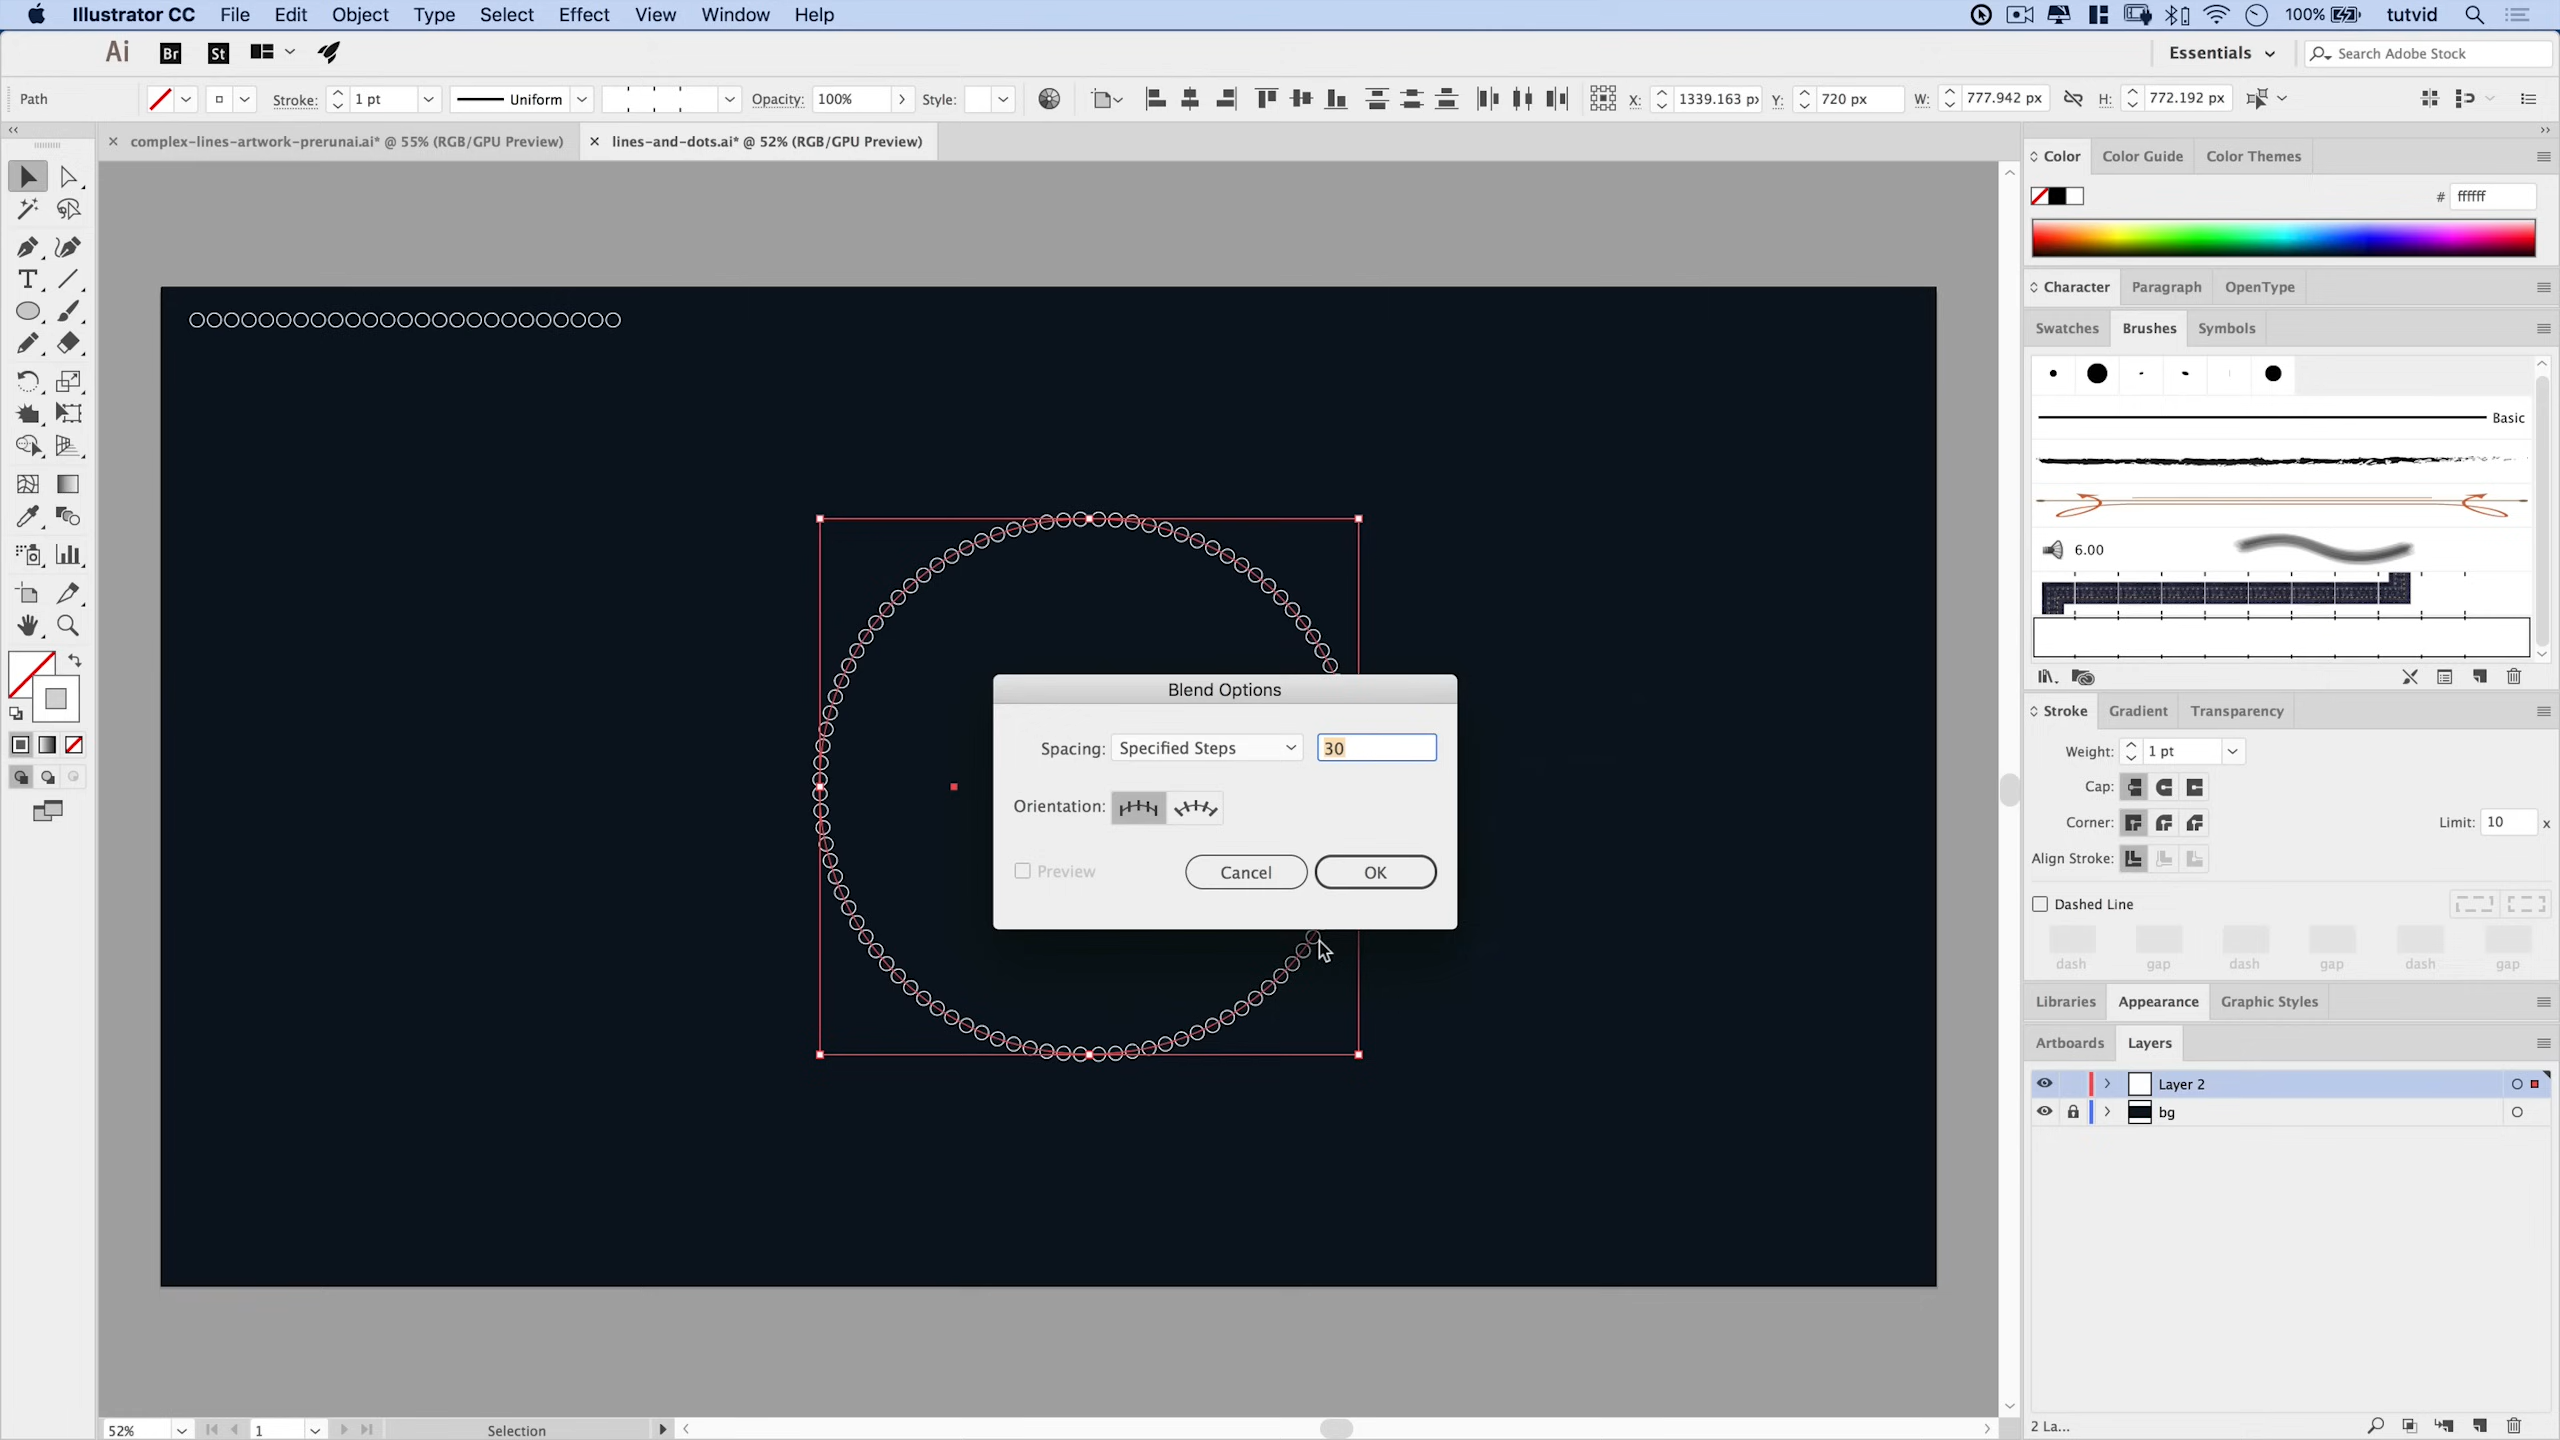 Illustrator CC File Edit Object Type Select Effect View Window Help 100% tutvid
Ai Br St Essentials Search Adobe Stock
Path Stroke: 1 pt Uniform Opacity: 100% Style: X: 1339.163 px Y: 720 px W: 777.942 px H: 772.192 px
complex-lines-artwork-prerunai.ai* @ 55% (RGB/GPU Preview) lines-and-dots.ai* @ 52% (RGB/GPU Preview)
Color Color Guide Color Themes
# ffffff
Character Paragraph OpenType
Swatches Brushes Symbols
Basic
6.00
Blend Options
Spacing: Specified Steps 30
Orientation:
Preview Cancel OK
Stroke Gradient Transparency
Weight: 1 pt
Cap:
Corner: Limit: 10 x
Align Stroke:
Dashed Line
dash gap dash gap dash gap
Libraries Appearance Graphic Styles
Artboards Layers
Layer 2
bg
2 La...
52% 1 Selection